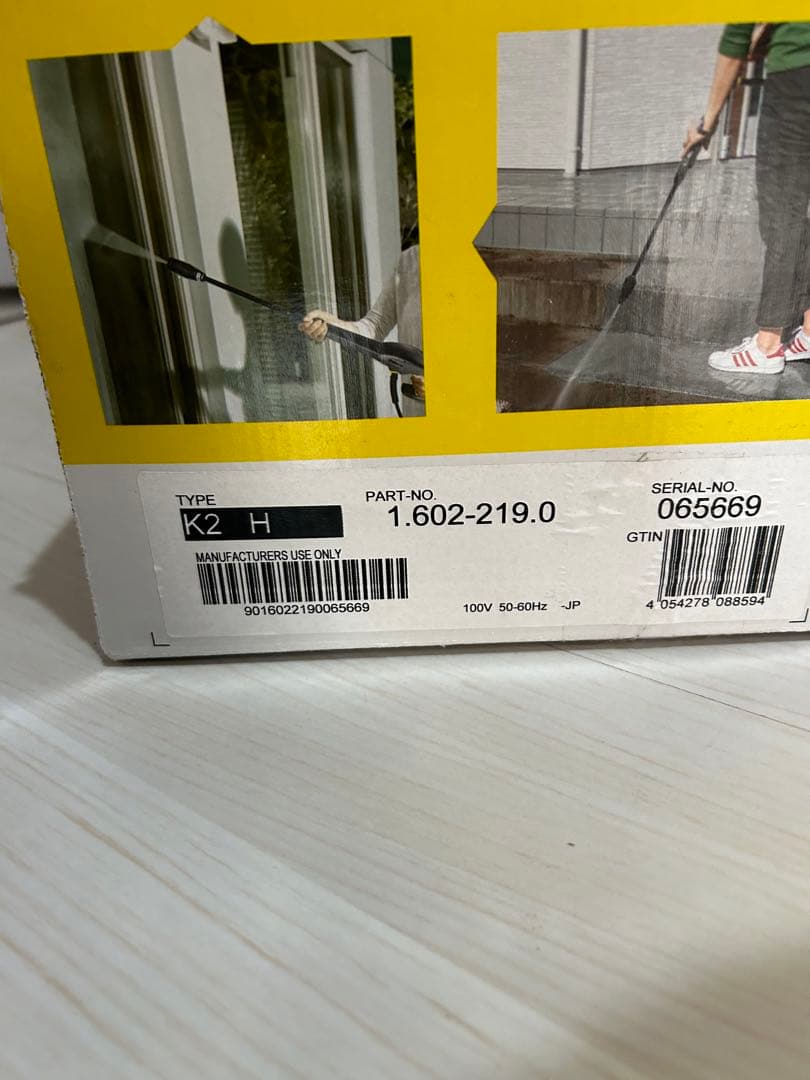 TYPE
K2 H
PART-NO.
1.602-219.0
SERIAL-NO.
065669
MANUFACTURERS USE ONLY
9016022190065669
100V 50-60Hz -JP
GTIN
4 054278 088594